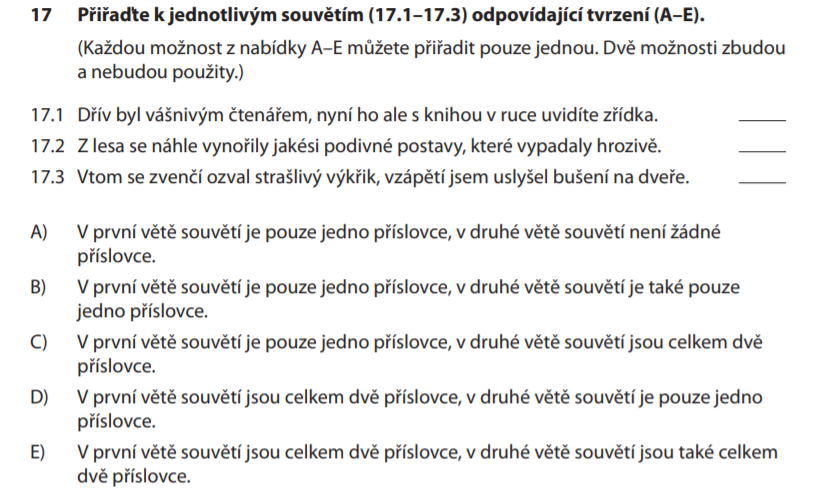 17 Přiřaďte k jednotlivým souvětím (17.1–17.3) odpovídající tvrzení (A–E).
(Každou možnost z nabídky A–E můžete přiřadit pouze jednou. Dvě možnosti zbudou
a nebudou použity.)
17.1 Dřív byl vášnivým čtenářem, nyní ho ale s knihou v ruce uvidíte zřídka. _____
17.2 Z lesa se náhle vynořily jakési podivné postavy, které vypadaly hrozivě. _____
17.3 Vtom se zvenčí ozval strašlivý výkřik, vzápětí jsem uslyšel bušení na dveře. _____
A) V první větě souvětí je pouze jedno příslovce, v druhé větě souvětí není žádné
příslovce.
B) V první větě souvětí je pouze jedno příslovce, v druhé větě souvětí je také pouze
jedno příslovce.
C) V první větě souvětí je pouze jedno příslovce, v druhé větě souvětí jsou celkem dvě
příslovce.
D) V první větě souvětí jsou celkem dvě příslovce, v druhé větě souvětí je pouze jedno
příslovce.
E) V první větě souvětí jsou celkem dvě příslovce, v druhé větě souvětí jsou také celkem
dvě příslovce.